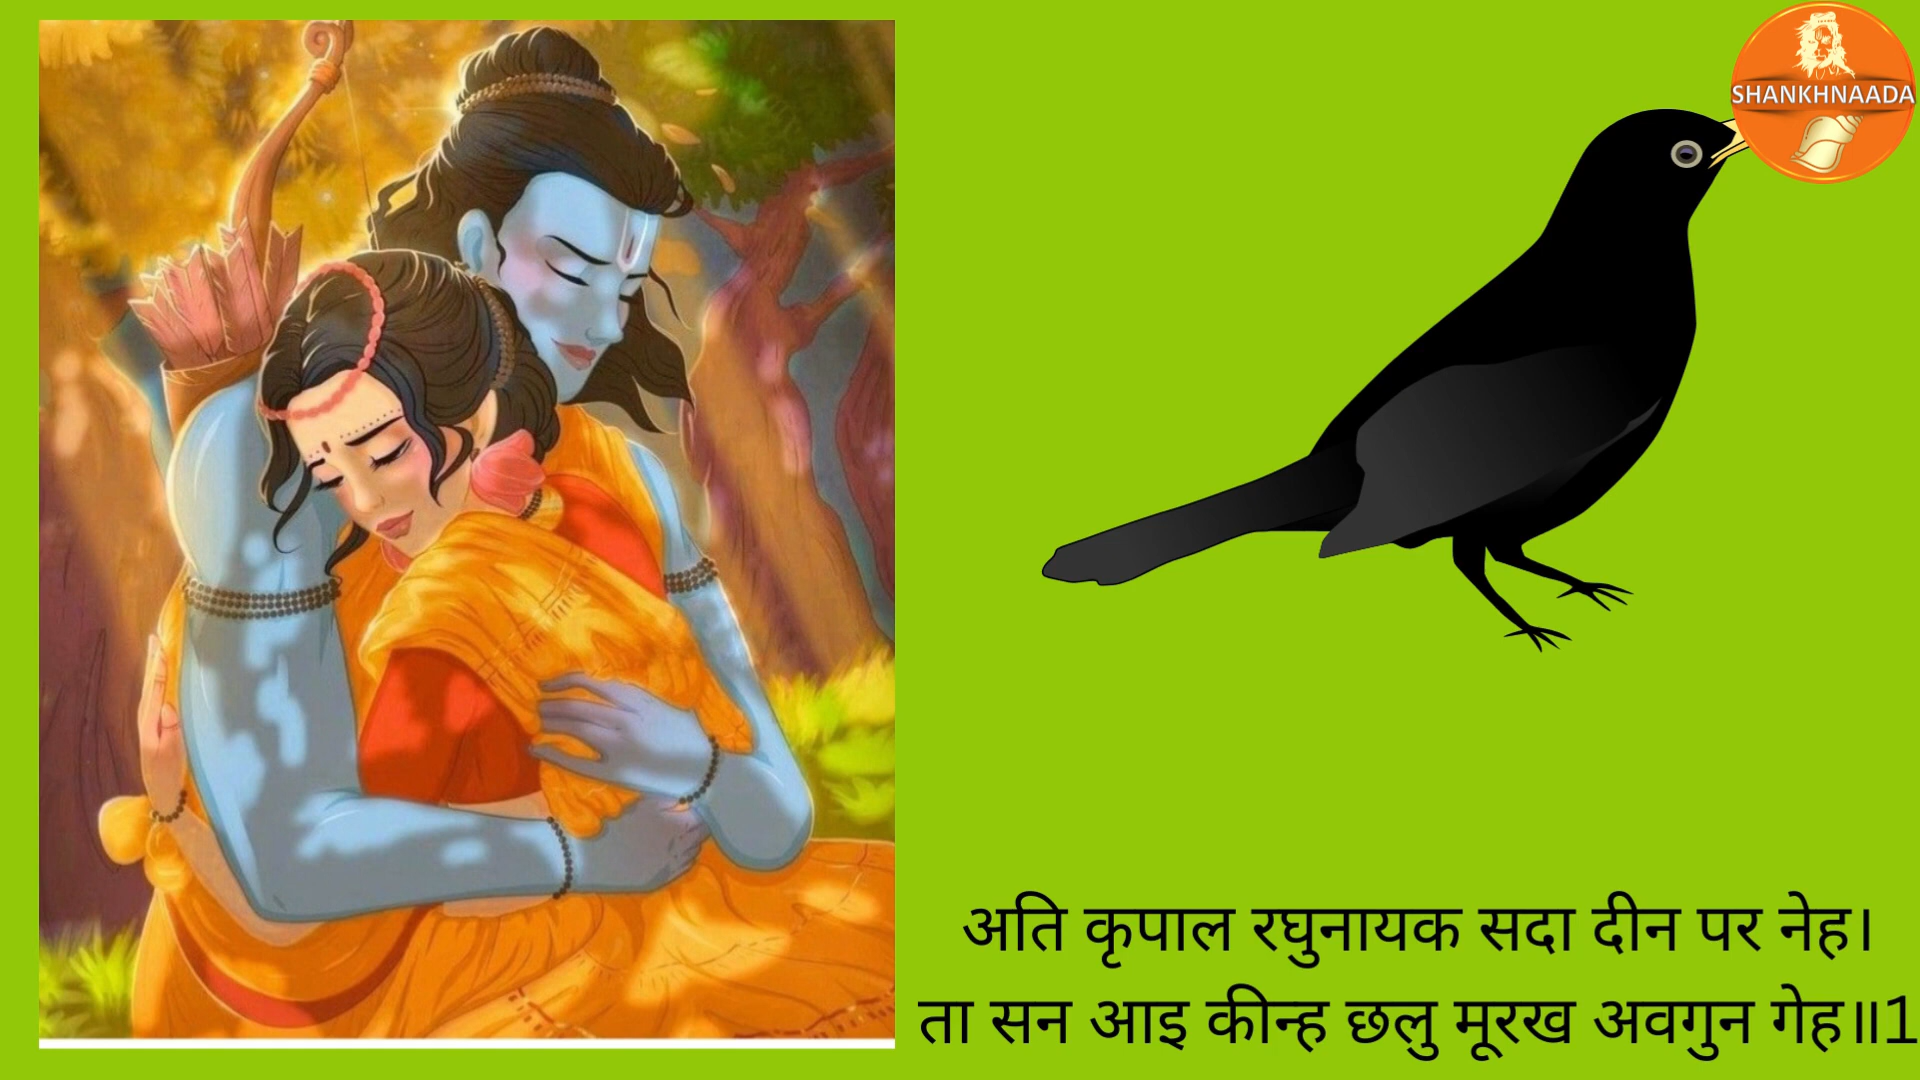 SHANKHNAADA
अति कृपाल रघुनायक सदा दीन पर नेह।
ता सन आइ कीन्ह छलु मूरख अवगुन गेह॥1